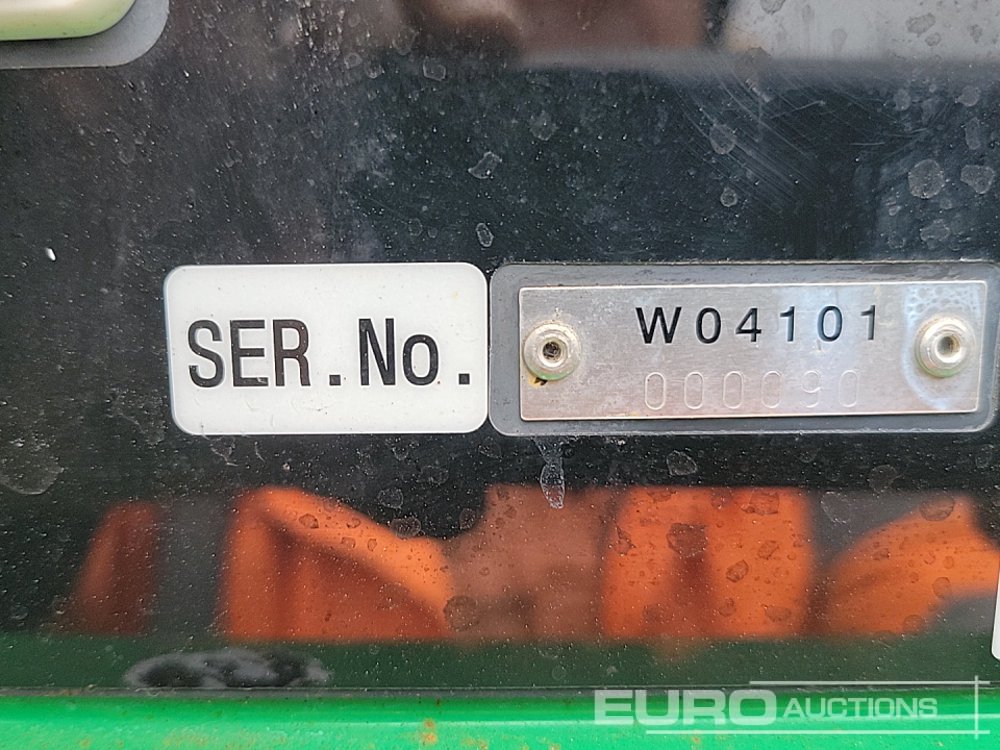 SER.No.
W04101
000090
EURO AUCTIONS